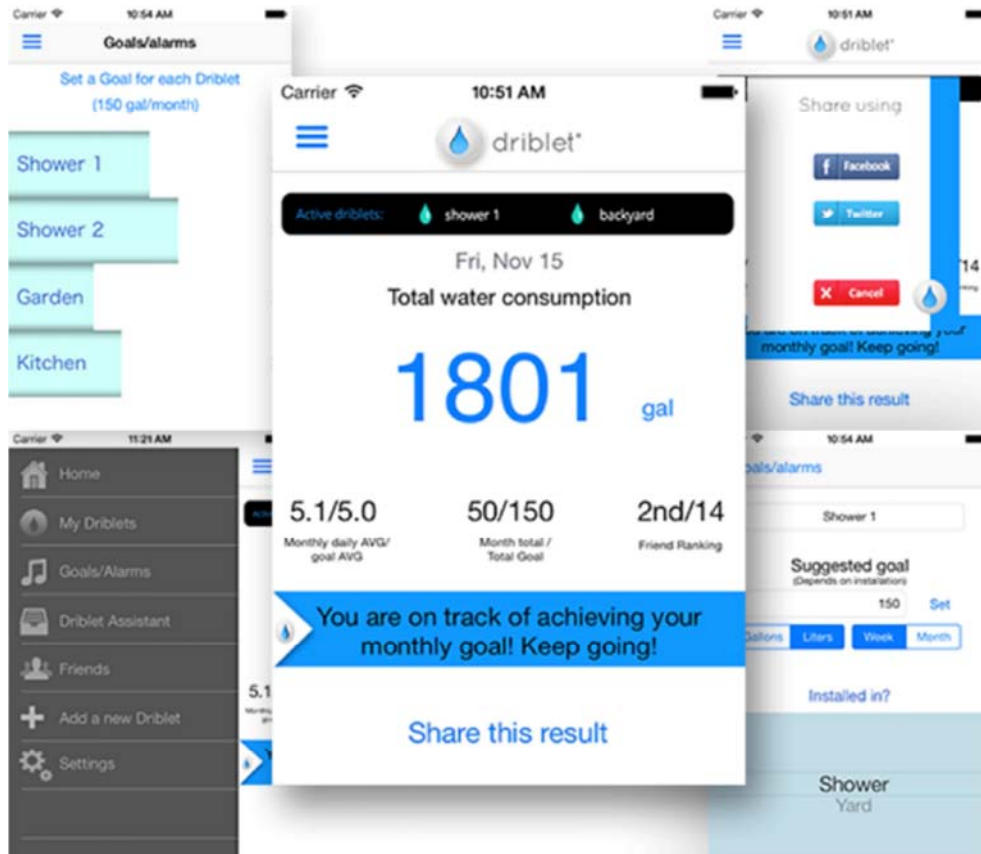 Carrier 10:54 AM
Goals/alarms
Set a Goal for each Driblet
(150 gal/month)
Shower 1
Shower 2
Garden
Kitchen
Carrier 10:51 AM
driblet
Active driblets: shower 1 backyard
Fri, Nov 15
Total water consumption
1801 gal
5.1/5.0 50/150 2nd/14
Monthly daily AVG/ Month total / Friend Ranking
goal AVG Total Goal
You are on track of achieving your
monthly goal! Keep going!
Share this result
Carrier 10:51 AM
driblet
Share using
Facebook
Twitter
Cancel
/14
monthly goal! Keep going!
Share this result
Carrier 11:21 AM
Home
My Driblets
Goals/Alarms
Driblet Assistant
Friends
Add a new Driblet
Settings
5.1
10:54 AM
oals/alarms
Shower 1
Suggested goal
(Depends on installation)
150 Set
Gallons Liters Week Month
Installed in?
Shower
Yard